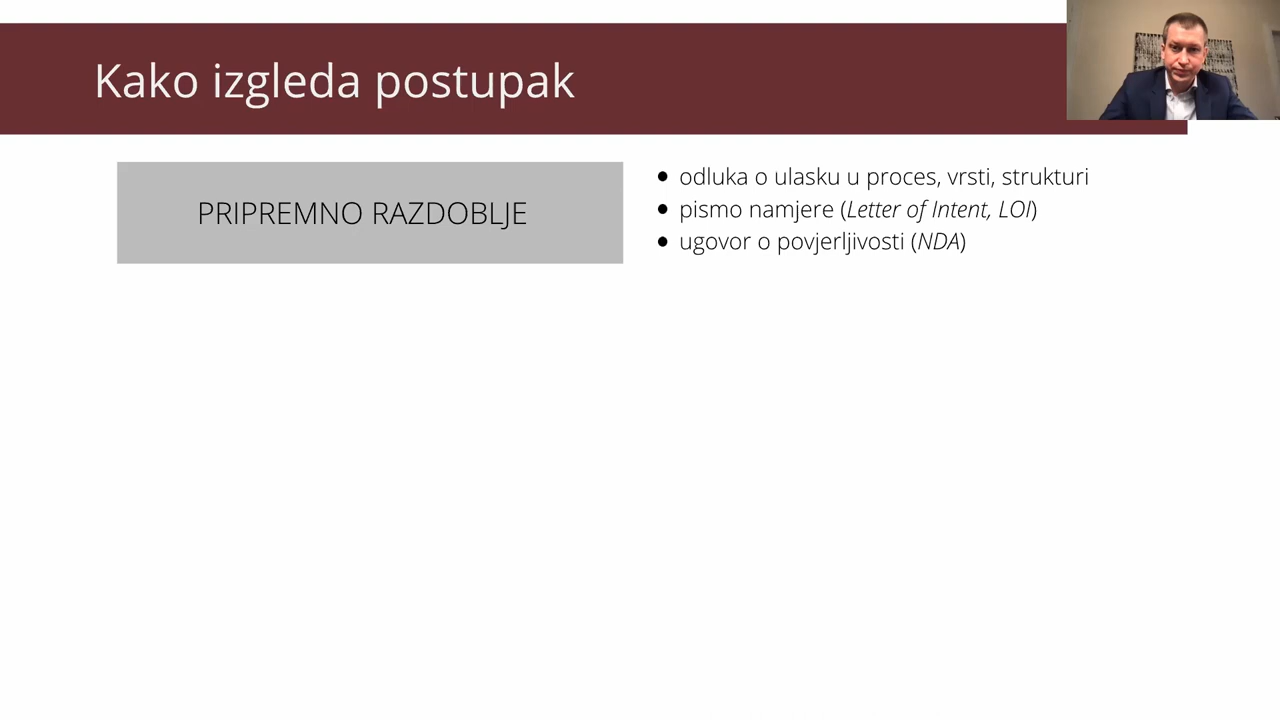 Kako izgleda postupak
PRIPREMNO RAZDOBLJE
• odluka o ulasku u proces, vrsti, strukturi
• pismo namjere (Letter of Intent, LOI)
• ugovor o povjerljivosti (NDA)